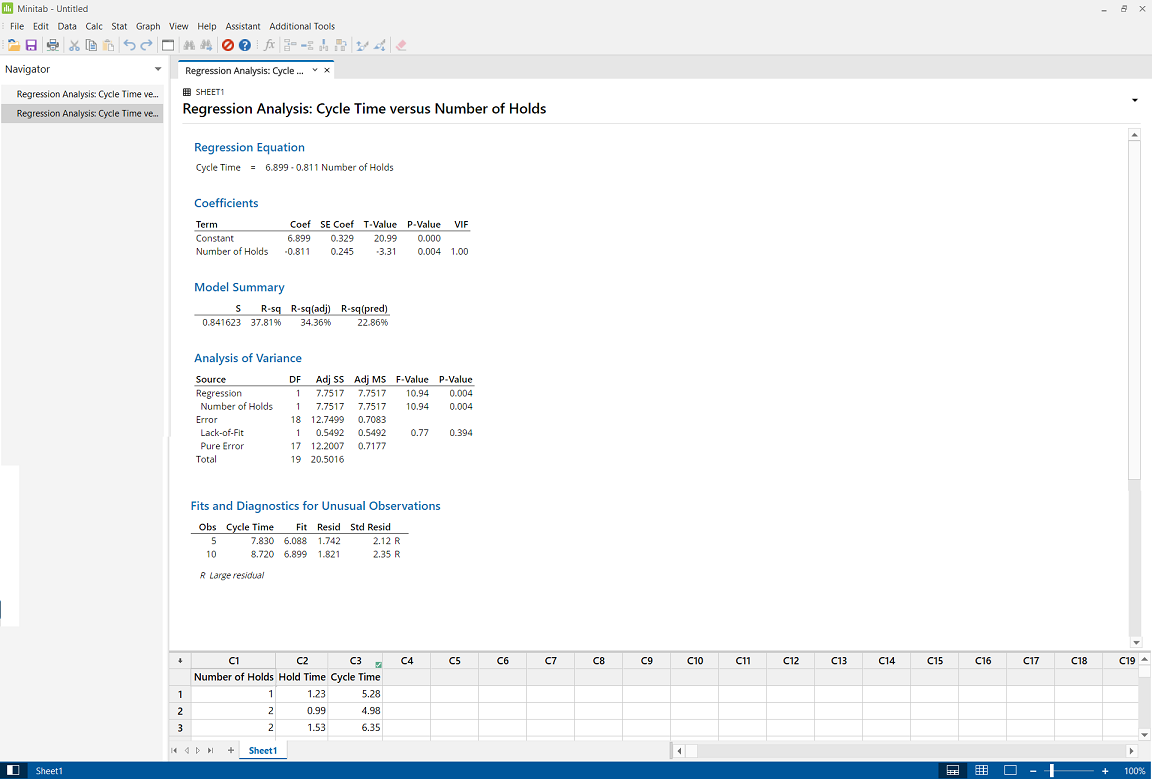 Minitab - Untitled
File Edit Data Calc Stat Graph View Help Assistant Additional Tools
Navigator
Regression Analysis: Cycle Time ve...
Regression Analysis: Cycle Time ve...
Regression Analysis: Cycle ...
SHEET1
Regression Analysis: Cycle Time versus Number of Holds
Regression Equation
Cycle Time = 6.899 - 0.811 Number of Holds
Coefficients
Term Coef SE Coef T-Value P-Value VIF
Constant 6.899 0.329 20.99 0.000
Number of Holds -0.811 0.245 -3.31 0.004 1.00
Model Summary
S R-sq R-sq(adj) R-sq(pred)
0.841623 37.81% 34.36% 22.86%
Analysis of Variance
Source DF Adj SS Adj MS F-Value P-Value
Regression 1 7.7517 7.7517 10.94 0.004
Number of Holds 1 7.7517 7.7517 10.94 0.004
Error 18 12.7499 0.7083
Lack-of-Fit 1 0.5492 0.5492 0.77 0.394
Pure Error 17 12.2007 0.7177
Total 19 20.5016
Fits and Diagnostics for Unusual Observations
Obs Cycle Time Fit Resid Std Resid
5 7.830 6.088 1.742 2.12 R
10 8.720 6.899 1.821 2.35 R
R Large residual
C1 C2 C3 C4 C5 C6 C7 C8 C9 C10 C11 C12 C13 C14 C15 C16 C17 C18 C19
Number of Holds Hold Time Cycle Time
1 1 1.23 5.28
2 2 0.99 4.98
3 2 1.53 6.35
Sheet1
Sheet1 100%